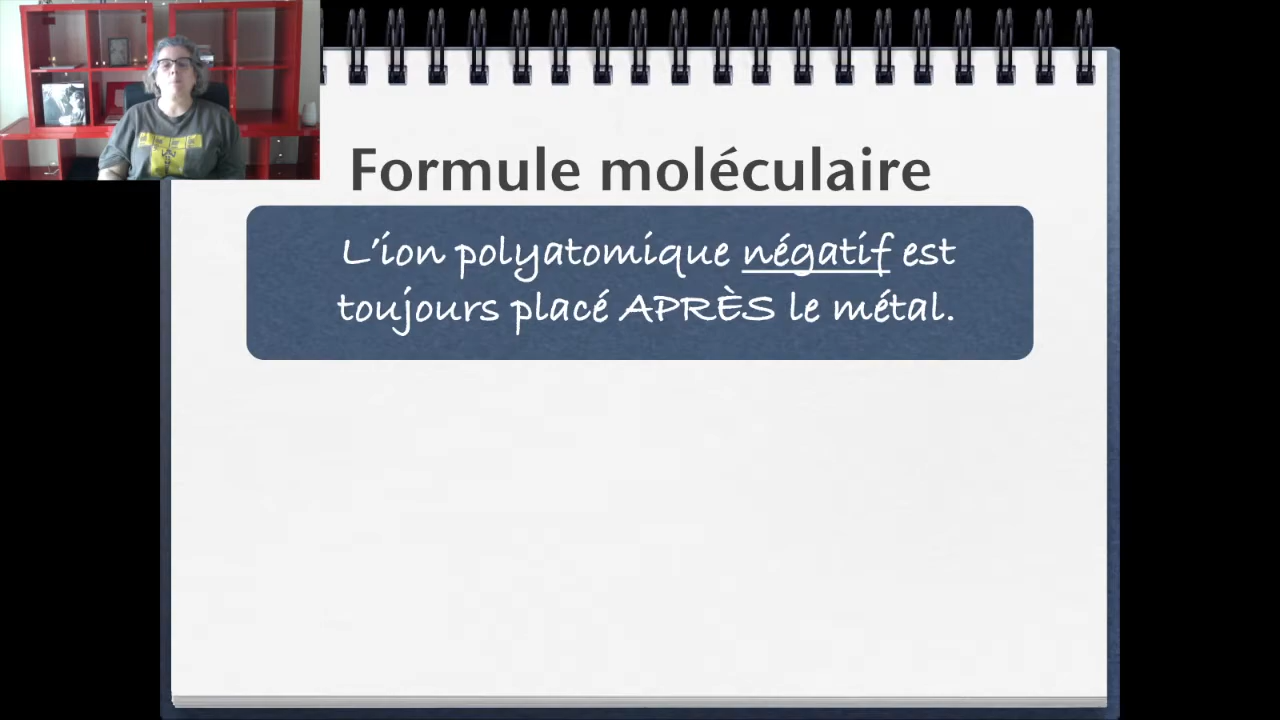 Formule moléculaire
L'ion polyatomique négatif est
toujours placé APRÈS le métal.